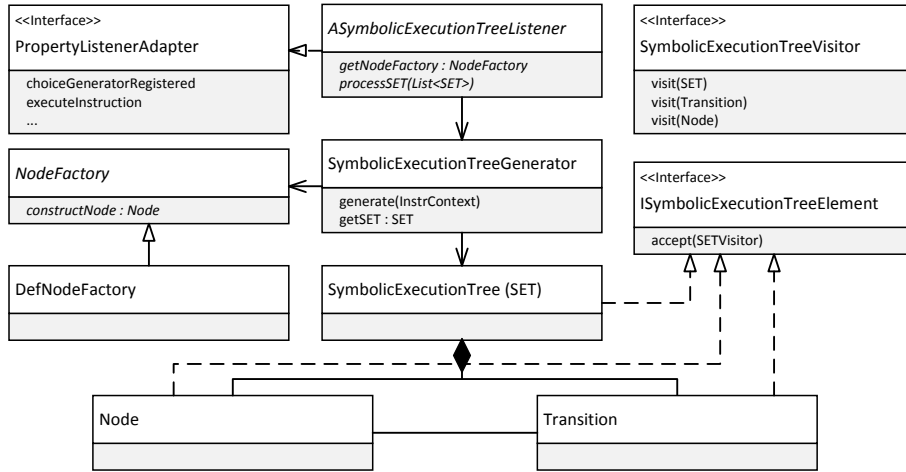 <<Interface>>
PropertyListenerAdapter
choiceGeneratorRegistered
executeInstruction
...
ASymbolicExecutionTreeListener
getNodeFactory : NodeFactory
processSET(List<SET>)
<<Interface>>
SymbolicExecutionTreeVisitor
visit(SET)
visit(Transition)
visit(Node)
NodeFactory
constructNode : Node
SymbolicExecutionTreeGenerator
generate(InstrContext)
getSET : SET
<<Interface>>
ISymbolicExecutionTreeElement
accept(SETVisitor)
DefNodeFactory
SymbolicExecutionTree (SET)
Node
Transition